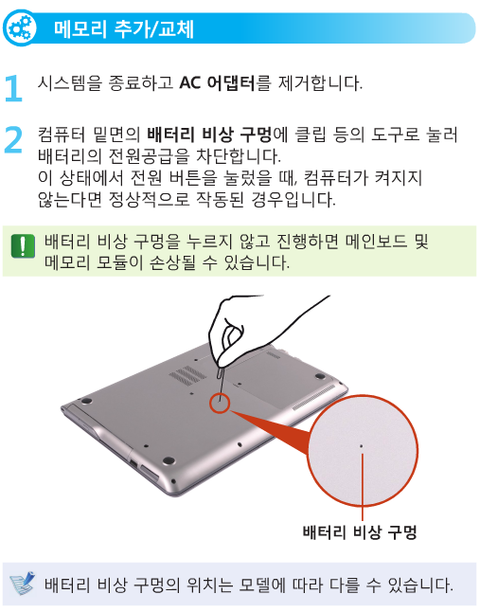 메모리 추가/교체
1 시스템을 종료하고 AC 어댑터를 제거합니다.
2 컴퓨터 밑면의 배터리 비상 구멍에 클립 등의 도구로 눌러
배터리의 전원공급을 차단합니다.
이 상태에서 전원 버튼을 눌렀을 때, 컴퓨터가 켜지지
않는다면 정상적으로 작동된 경우입니다.
배터리 비상 구멍을 누르지 않고 진행하면 메인보드 및
메모리 모듈이 손상될 수 있습니다.
배터리 비상 구멍
배터리 비상 구멍의 위치는 모델에 따라 다를 수 있습니다.